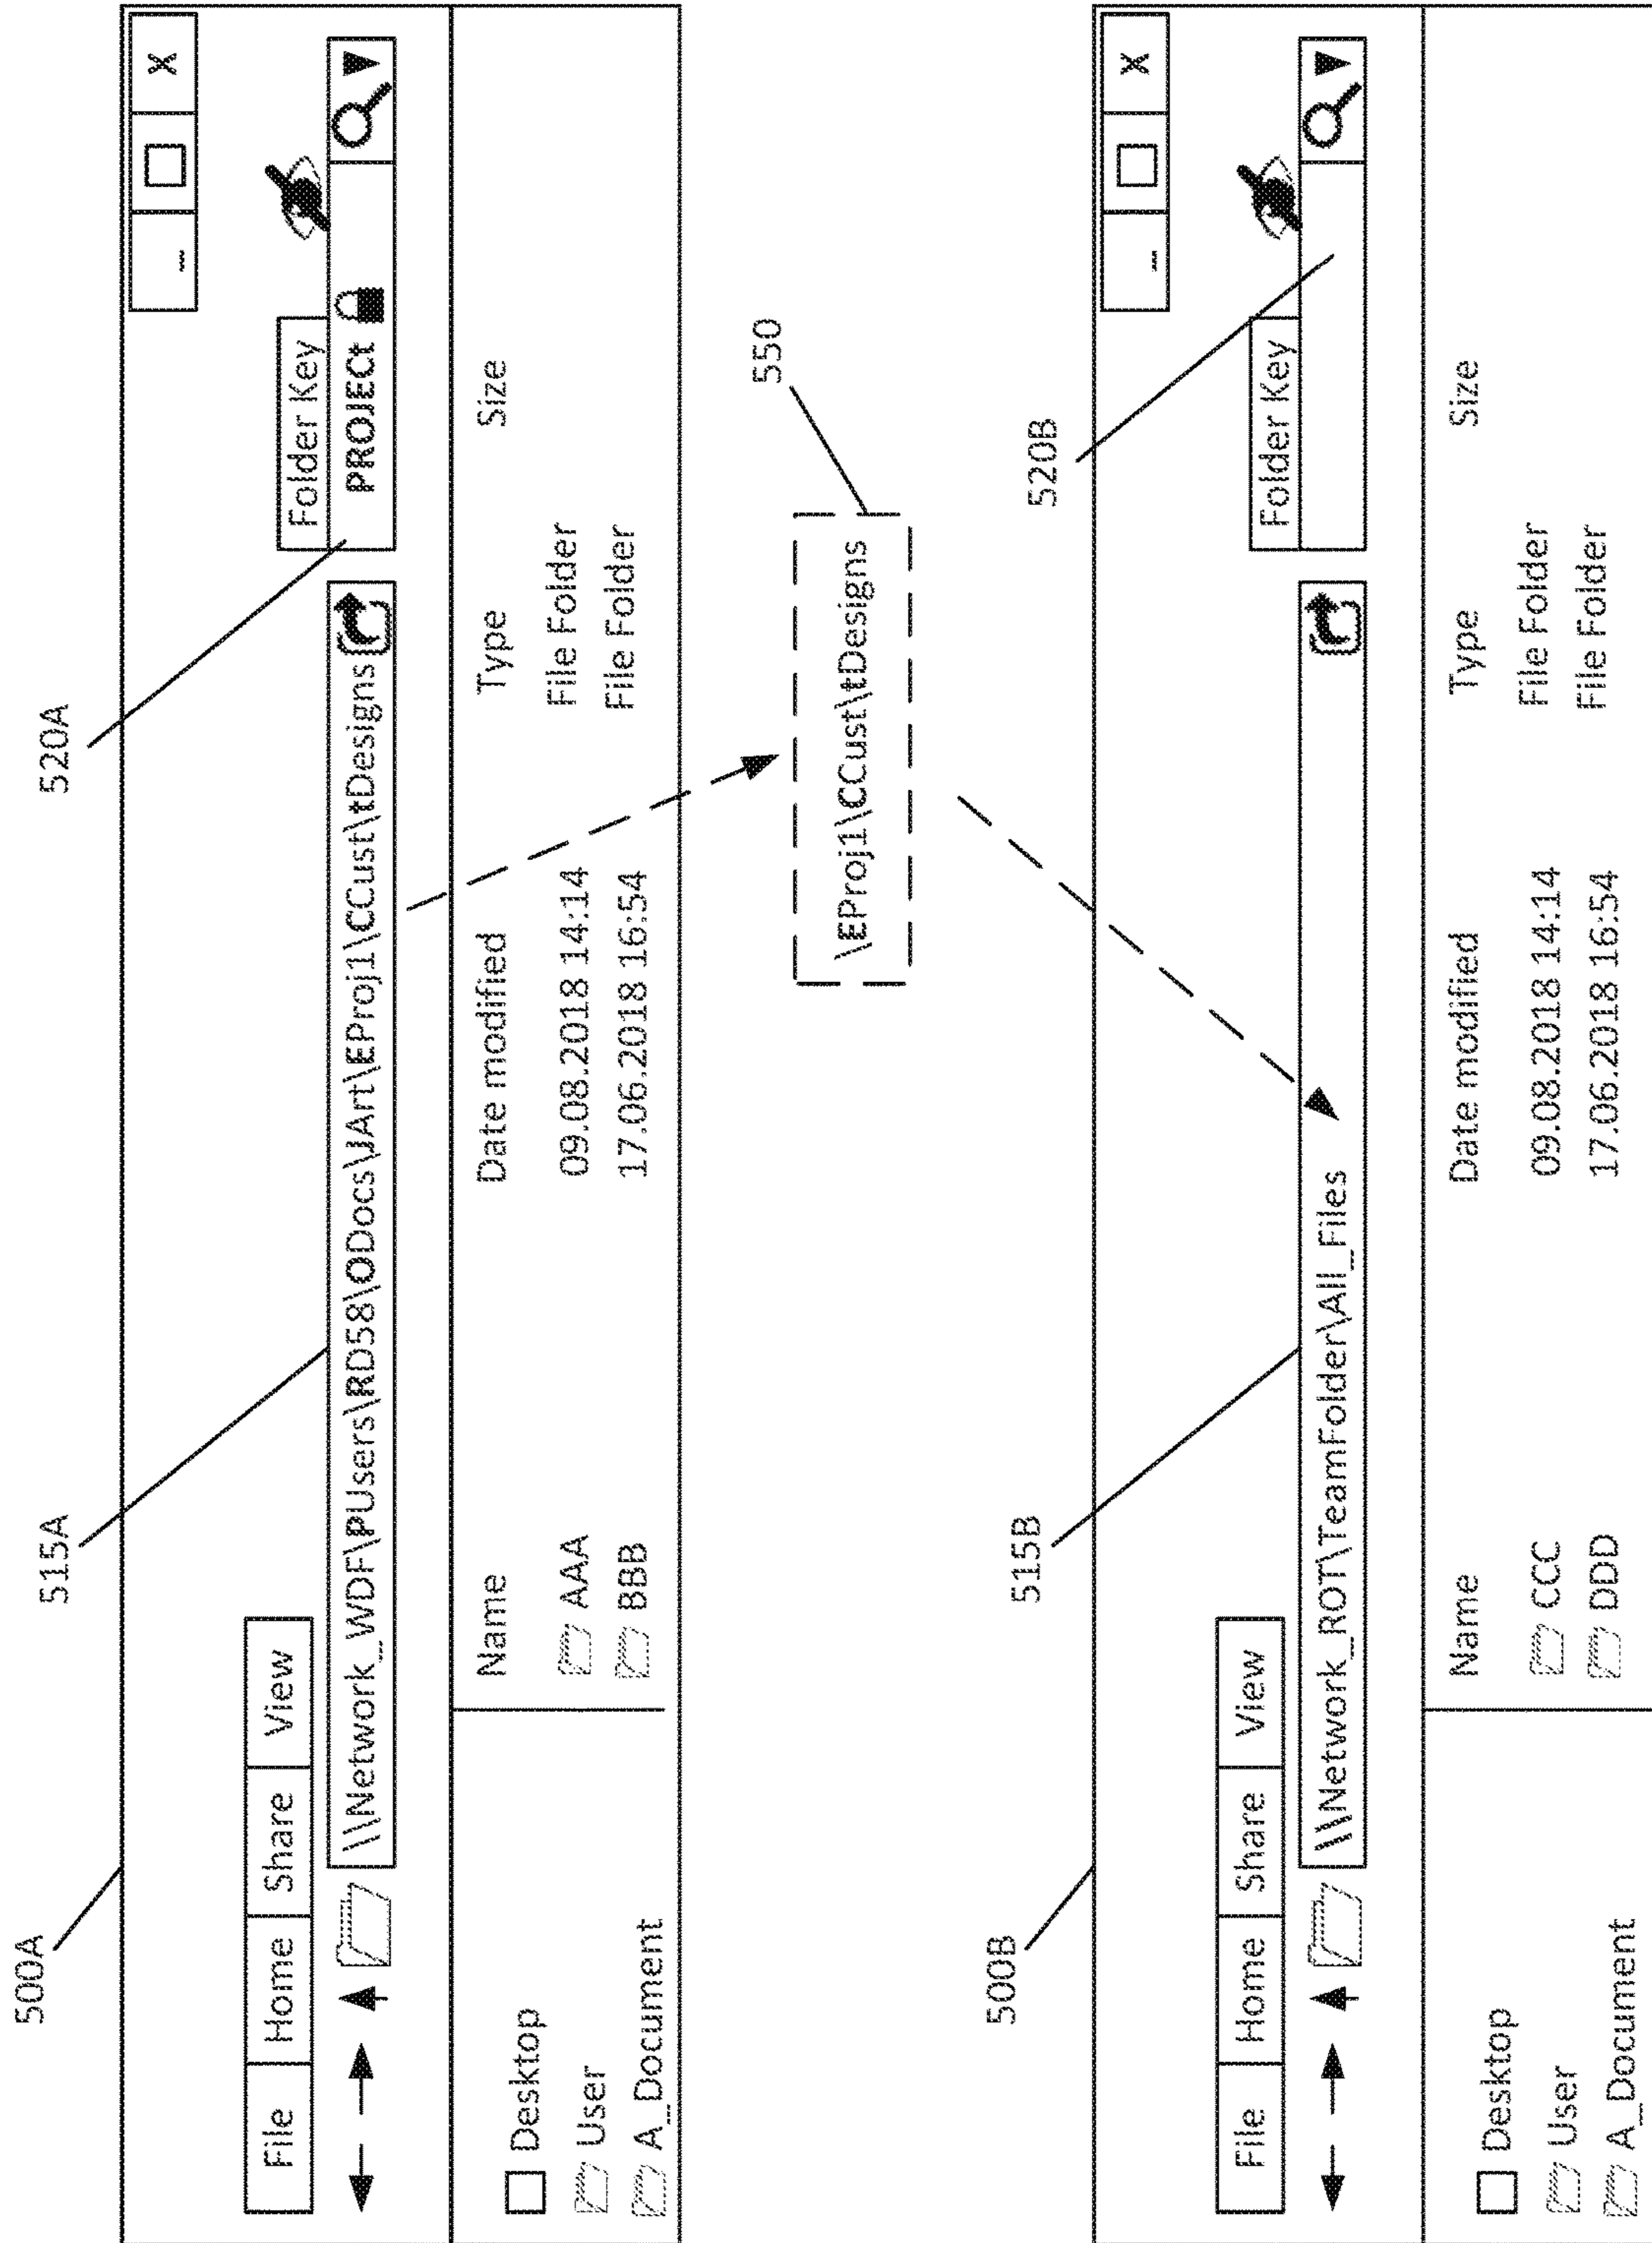 500A
515A
520A
_ □ X
File Home Share View
Folder Key
\\Network_WDF\PUsers\RD58\ODocs\JArt\EProj1\CCust\tDesigns
PROJECt
Name Date modified Type Size
Desktop
AAA 09.08.2018 14:14 File Folder
User
BBB 17.06.2018 16:54 File Folder
A_Document
550
\EProj1\CCust\tDesigns
500B
515B
520B
_ □ X
File Home Share View
Folder Key
\\Network_ROT\TeamFolder\All_Files
Name Date modified Type Size
Desktop
CCC 09.08.2018 14:14 File Folder
User
DDD 17.06.2018 16:54 File Folder
A_Document